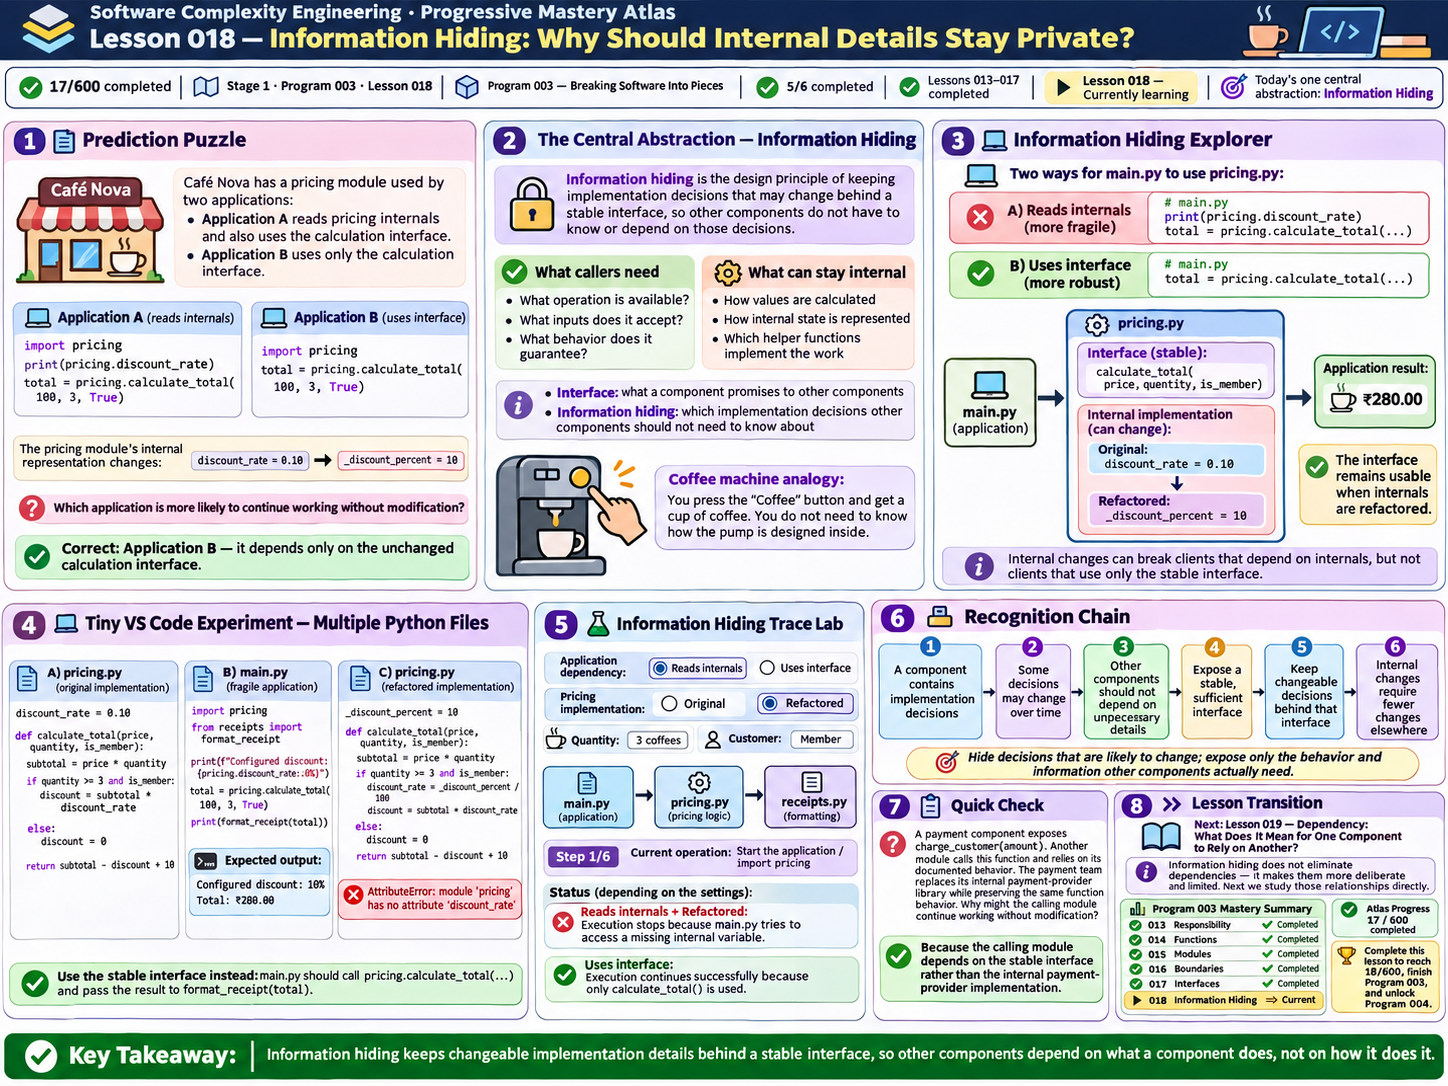 Software Complexity Engineering · Progressive Mastery Atlas
Lesson 018 — Information Hiding: Why Should Internal Details Stay Private?
</>
17/600 completed
Stage 1 · Program 003 · Lesson 018
Program 003 — Breaking Software Into Pieces
5/6 completed
Lessons 013–017
completed
Lesson 018 —
Currently learning
Today's one central
abstraction: Information Hiding
1 Prediction Puzzle
Café Nova
Café Nova has a pricing module used by
two applications:
• Application A reads pricing internals
and also uses the calculation interface.
• Application B uses only the calculation
interface.
Application A (reads internals)
import pricing
print(pricing.discount_rate)
total = pricing.calculate_total(
100, 3, True)
Application B (uses interface)
import pricing
total = pricing.calculate_total(
100, 3, True)
The pricing module's internal
representation changes:
discount_rate = 0.10
_discount_percent = 10
? Which application is more likely to continue working without modification?
Correct: Application B — it depends only on the unchanged
calculation interface.
2 The Central Abstraction — Information Hiding
Information hiding is the design principle of keeping
implementation decisions that may change behind a
stable interface, so other components do not have to
know or depend on those decisions.
What callers need
• What operation is available?
• What inputs does it accept?
• What behavior does it
guarantee?
What can stay internal
• How values are calculated
• How internal state is represented
• Which helper functions
implement the work
i
• Interface: what a component promises to other components
• Information hiding: which implementation decisions other
components should not need to know about
Coffee machine analogy:
You press the "Coffee" button and get a
cup of coffee. You do not need to know
how the pump is designed inside.
3 Information Hiding Explorer
Two ways for main.py to use pricing.py:
A) Reads internals
(more fragile)
# main.py
print(pricing.discount_rate)
total = pricing.calculate_total(...)
B) Uses interface
(more robust)
# main.py
total = pricing.calculate_total(...)
main.py
(application)
pricing.py
Interface (stable):
calculate_total(
price, quantity, is_member)
Internal implementation
(can change):
Original:
discount_rate = 0.10
Refactored:
_discount_percent = 10
Application result:
₹280.00
The interface
remains usable
when internals
are refactored.
i
Internal changes can break clients that depend on internals, but not
clients that use only the stable interface.
4 Tiny VS Code Experiment — Multiple Python Files
A) pricing.py
(original implementation)
discount_rate = 0.10
def calculate_total(price,
quantity, is_member):
subtotal = price * quantity
if quantity >= 3 and is_member:
discount = subtotal *
discount_rate
else:
discount = 0
return subtotal - discount + 10
B) main.py
(fragile application)
import pricing
from receipts import
format_receipt
print(f"Configured discount:
{pricing.discount_rate:.0%}")
total = pricing.calculate_total(
100, 3, True)
print(format_receipt(total))
Expected output:
Configured discount: 10%
Total: ₹280.00
C) pricing.py
(refactored implementation)
_discount_percent = 10
def calculate_total(price,
quantity, is_member):
subtotal = price * quantity
if quantity >= 3 and is_member:
discount_rate = _discount_percent /
100
discount = subtotal * discount_rate
else:
discount = 0
return subtotal - discount + 10
AttributeError: module 'pricing'
has no attribute 'discount_rate'
Use the stable interface instead: main.py should call pricing.calculate_total(...)
and pass the result to format_receipt(total).
5 Information Hiding Trace Lab
Application
dependency:
Reads internals
Uses interface
Pricing
implementation:
Original
Refactored
Quantity: 3 coffees
Customer: Member
main.py
(application)
pricing.py
(pricing logic)
receipts.py
(formatting)
Step 1/6
Current operation: Start the application /
import pricing
Status (depending on the settings):
Reads internals + Refactored:
Execution stops because main.py tries to
access a missing internal variable.
Uses interface:
Execution continues successfully because
only calculate_total() is used.
6 Recognition Chain
1
A component
contains
implementation
decisions
2
Some
decisions
may change
over time
3
Other
components
should not
depend on
unnecessary
details
4
Expose a
stable,
sufficient
interface
5
Keep
changeable
decisions
behind that
interface
6
Internal
changes
require
fewer
changes
elsewhere
Hide decisions that are likely to change; expose only the behavior and
information other components actually need.
7 Quick Check
?
A payment component exposes
charge_customer(amount). Another
module calls this function and relies on its
documented behavior. The payment team
replaces its internal payment-provider
library while preserving the same function
behavior. Why might the calling module
continue working without modification?
Because the calling module
depends on the stable interface
rather than the internal payment-
provider implementation.
8 Lesson Transition
Next: Lesson 019 — Dependency:
What Does It Mean for One Component
to Rely on Another?
i
Information hiding does not eliminate
dependencies — it makes them more deliberate
and limited. Next we study those relationships directly.
Program 003 Mastery Summary
013 Responsibility Completed
014 Functions Completed
015 Modules Completed
016 Boundaries Completed
017 Interfaces Completed
018 Information Hiding ⇒ Current
Atlas Progress
17 / 600
completed
Complete this
lesson to reach
18/600, finish
Program 003,
and unlock
Program 004.
Key Takeaway: Information hiding keeps changeable implementation details behind a stable interface, so other components depend on what a component does, not on how it does it.